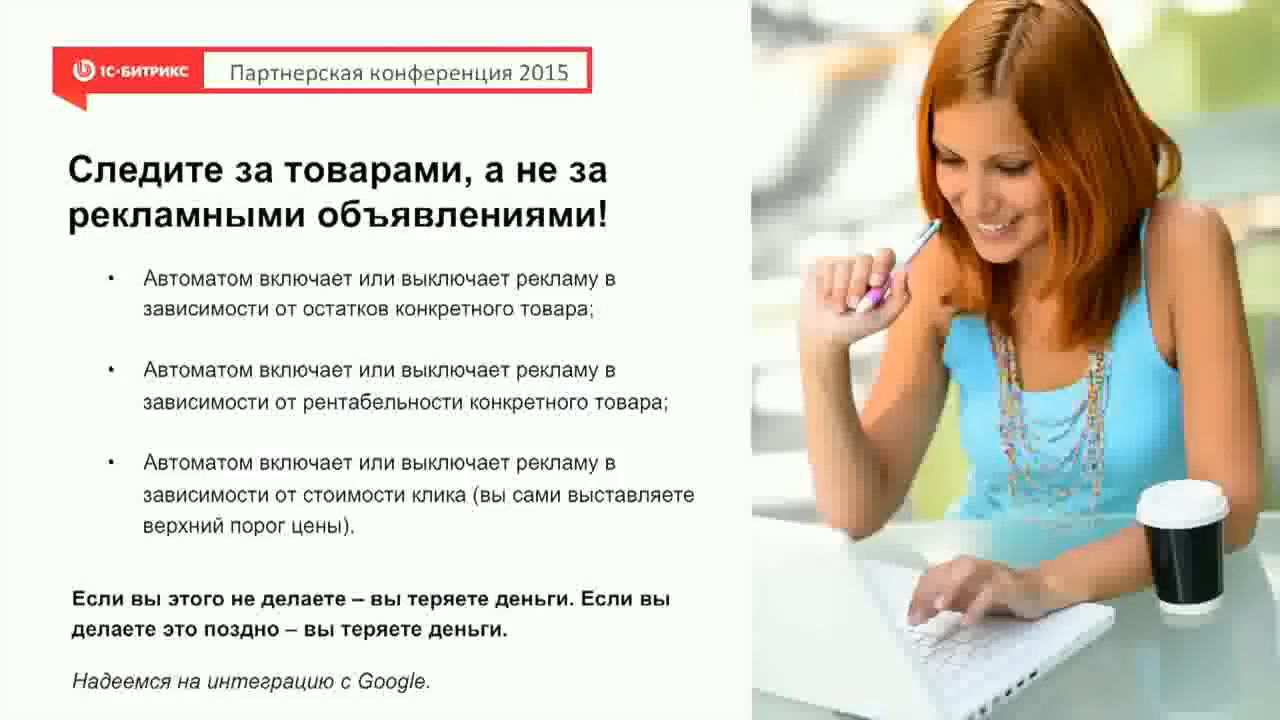 1С-БИТРИКС Партнерская конференция 2015
Следите за товарами, а не за
рекламными объявлениями!
• Автоматом включает или выключает рекламу в
зависимости от остатков конкретного товара;
• Автоматом включает или выключает рекламу в
зависимости от рентабельности конкретного товара;
• Автоматом включает или выключает рекламу в
зависимости от стоимости клика (вы сами выставляете
верхний порог цены).
Если вы этого не делаете – вы теряете деньги. Если вы
делаете это поздно – вы теряете деньги.
Надеемся на интеграцию с Google.